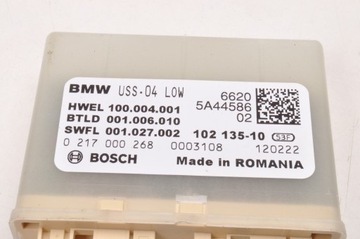 BMW USS-04 LOW 6620
HWEL 100.004.001 5A44586
BTLD 001.006.010 02
SWFL 001.027.002 102 135-10
0 217 000 268 0003108 120222
BOSCH Made in ROMANIA